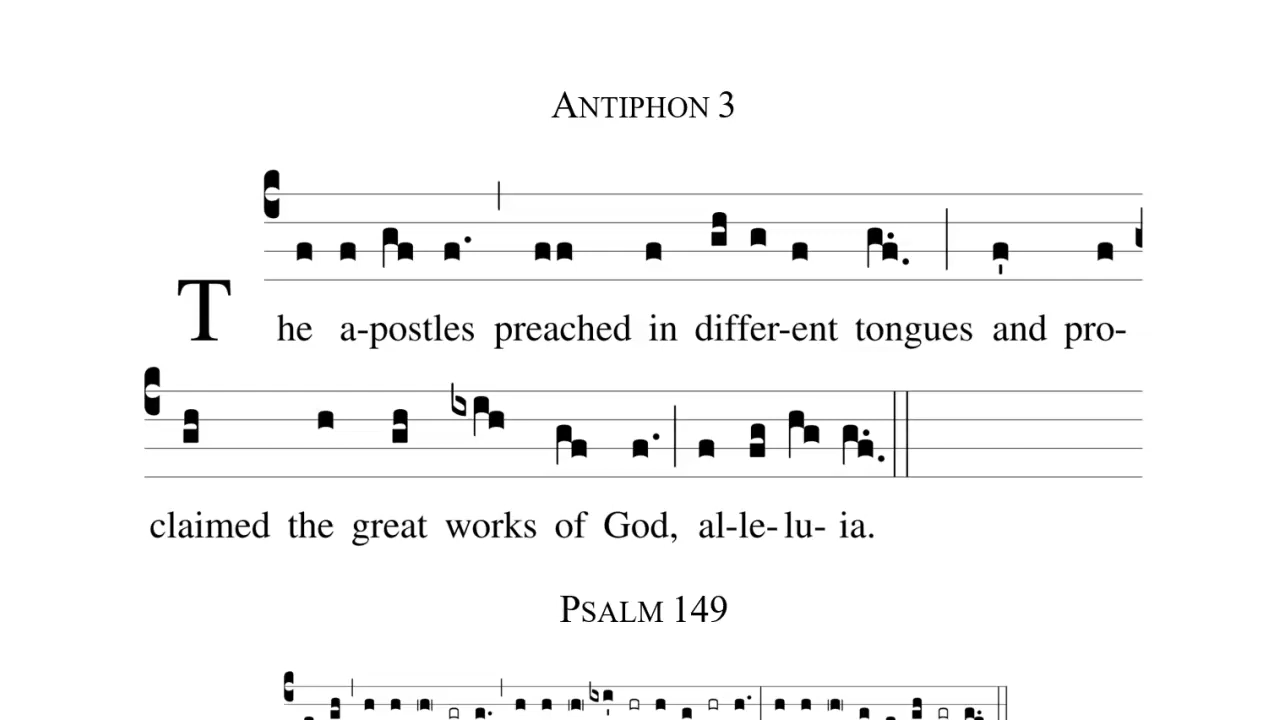 ANTIPHON 3
The a-postles preached in differ-ent tongues and pro-
claimed the great works of God, al-le-lu- ia.
PSALM 149